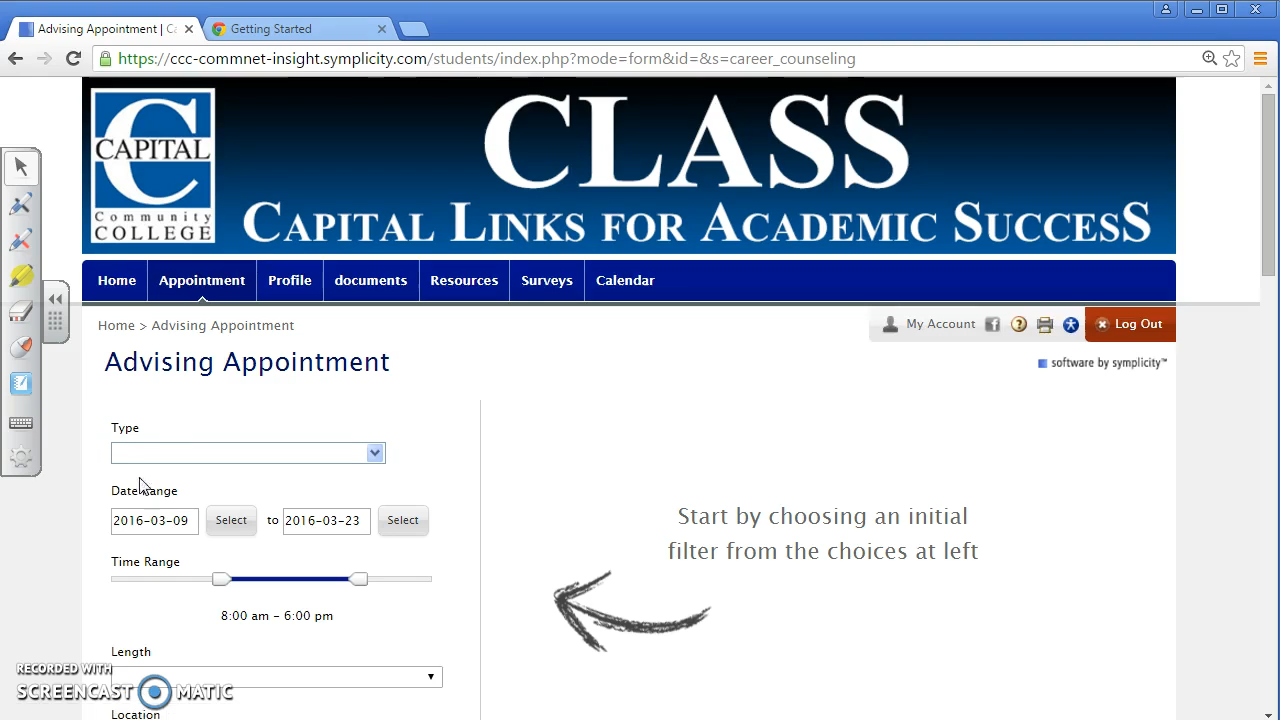 Advising Appointment | Ca
Getting Started
https://ccc-commnet-insight.symplicity.com/students/index.php?mode=form&id=&s=career_counseling
CAPITAL
Community
COLLEGE
CLASS
CAPITAL LINKS FOR ACADEMIC SUCCESS
Home
Appointment
Profile
documents
Resources
Surveys
Calendar
Home > Advising Appointment
My Account
Log Out
Advising Appointment
software by symplicity™
Type
Date Range
2016-03-09
Select
to
2016-03-23
Select
Start by choosing an initial
filter from the choices at left
Time Range
8:00 am - 6:00 pm
Length
Location
RECORDED WITH
SCREENCAST MATIC